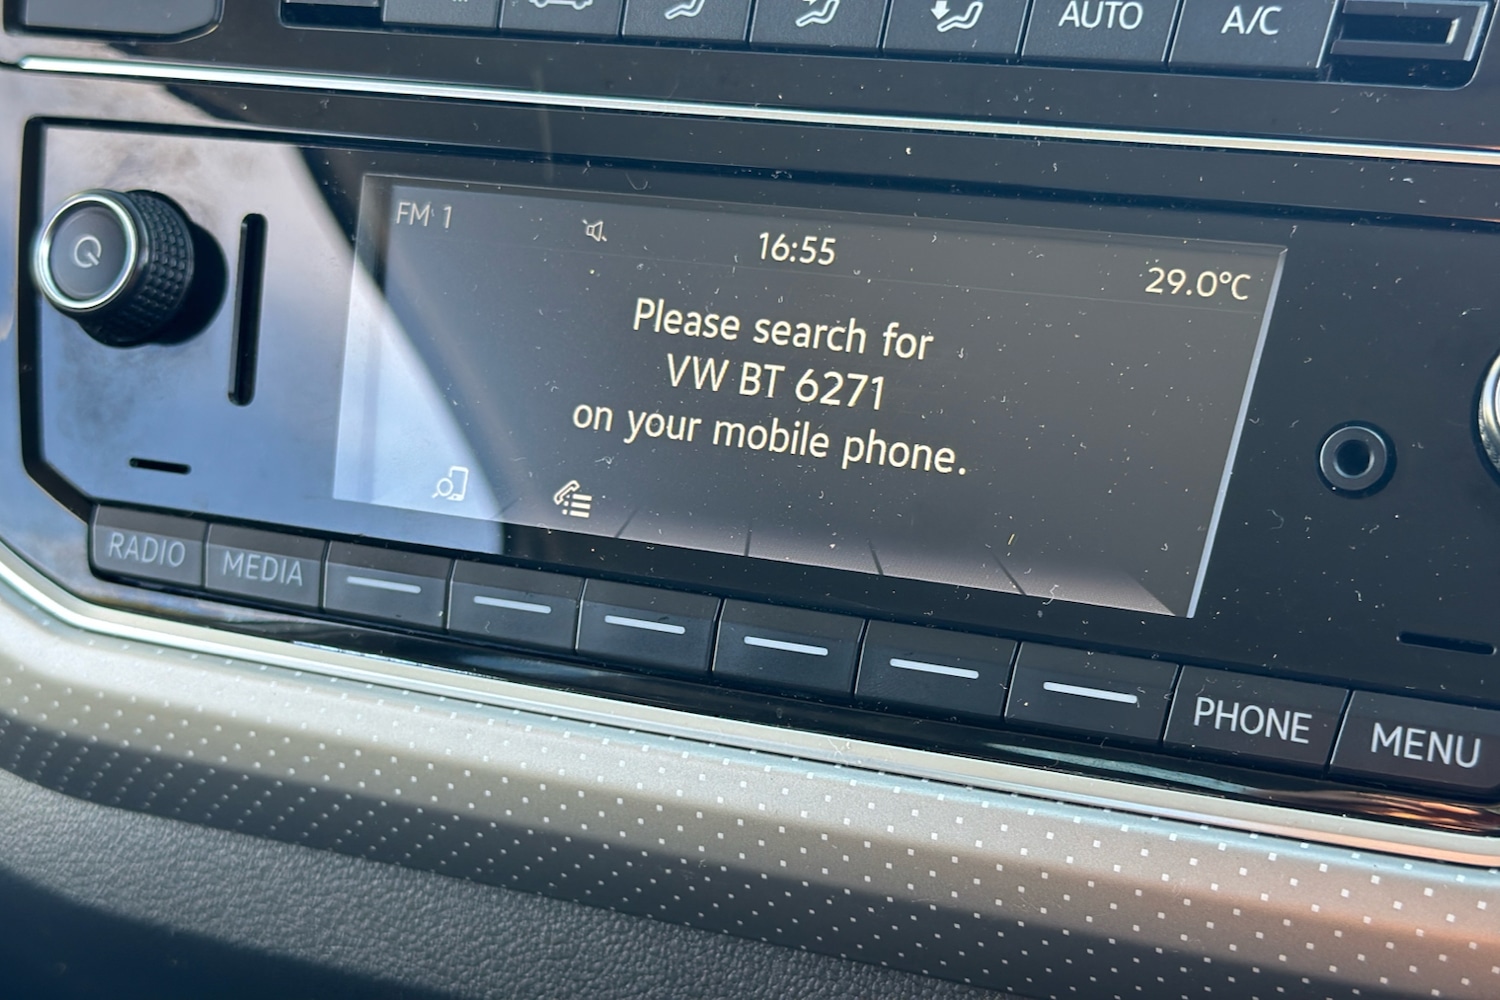 AUTO
A/C
1
FM 1
16:55
29.0°C
Please search for
VW BT 6271
on your mobile phone.
RADIO
MEDIA
PHONE
MENU